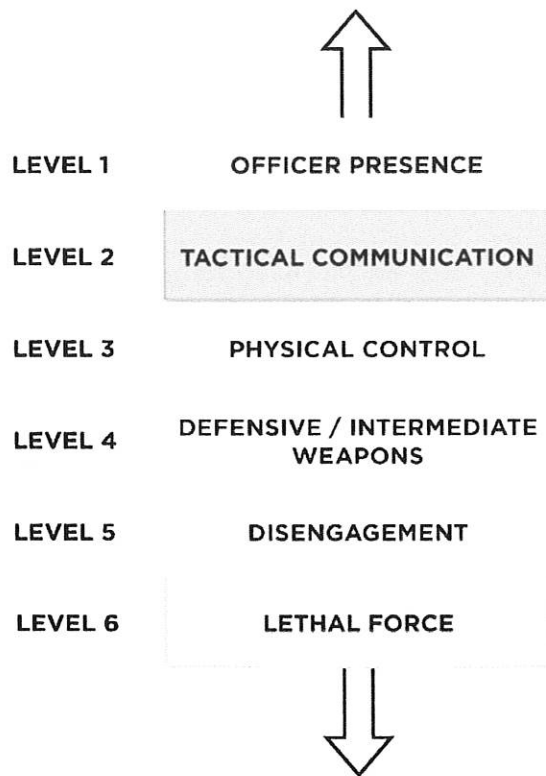 LEVEL 1 OFFICER PRESENCE
LEVEL 2 TACTICAL COMMUNICATION
LEVEL 3 PHYSICAL CONTROL
LEVEL 4 DEFENSIVE / INTERMEDIATE
WEAPONS
LEVEL 5 DISENGAGEMENT
LEVEL 6 LETHAL FORCE